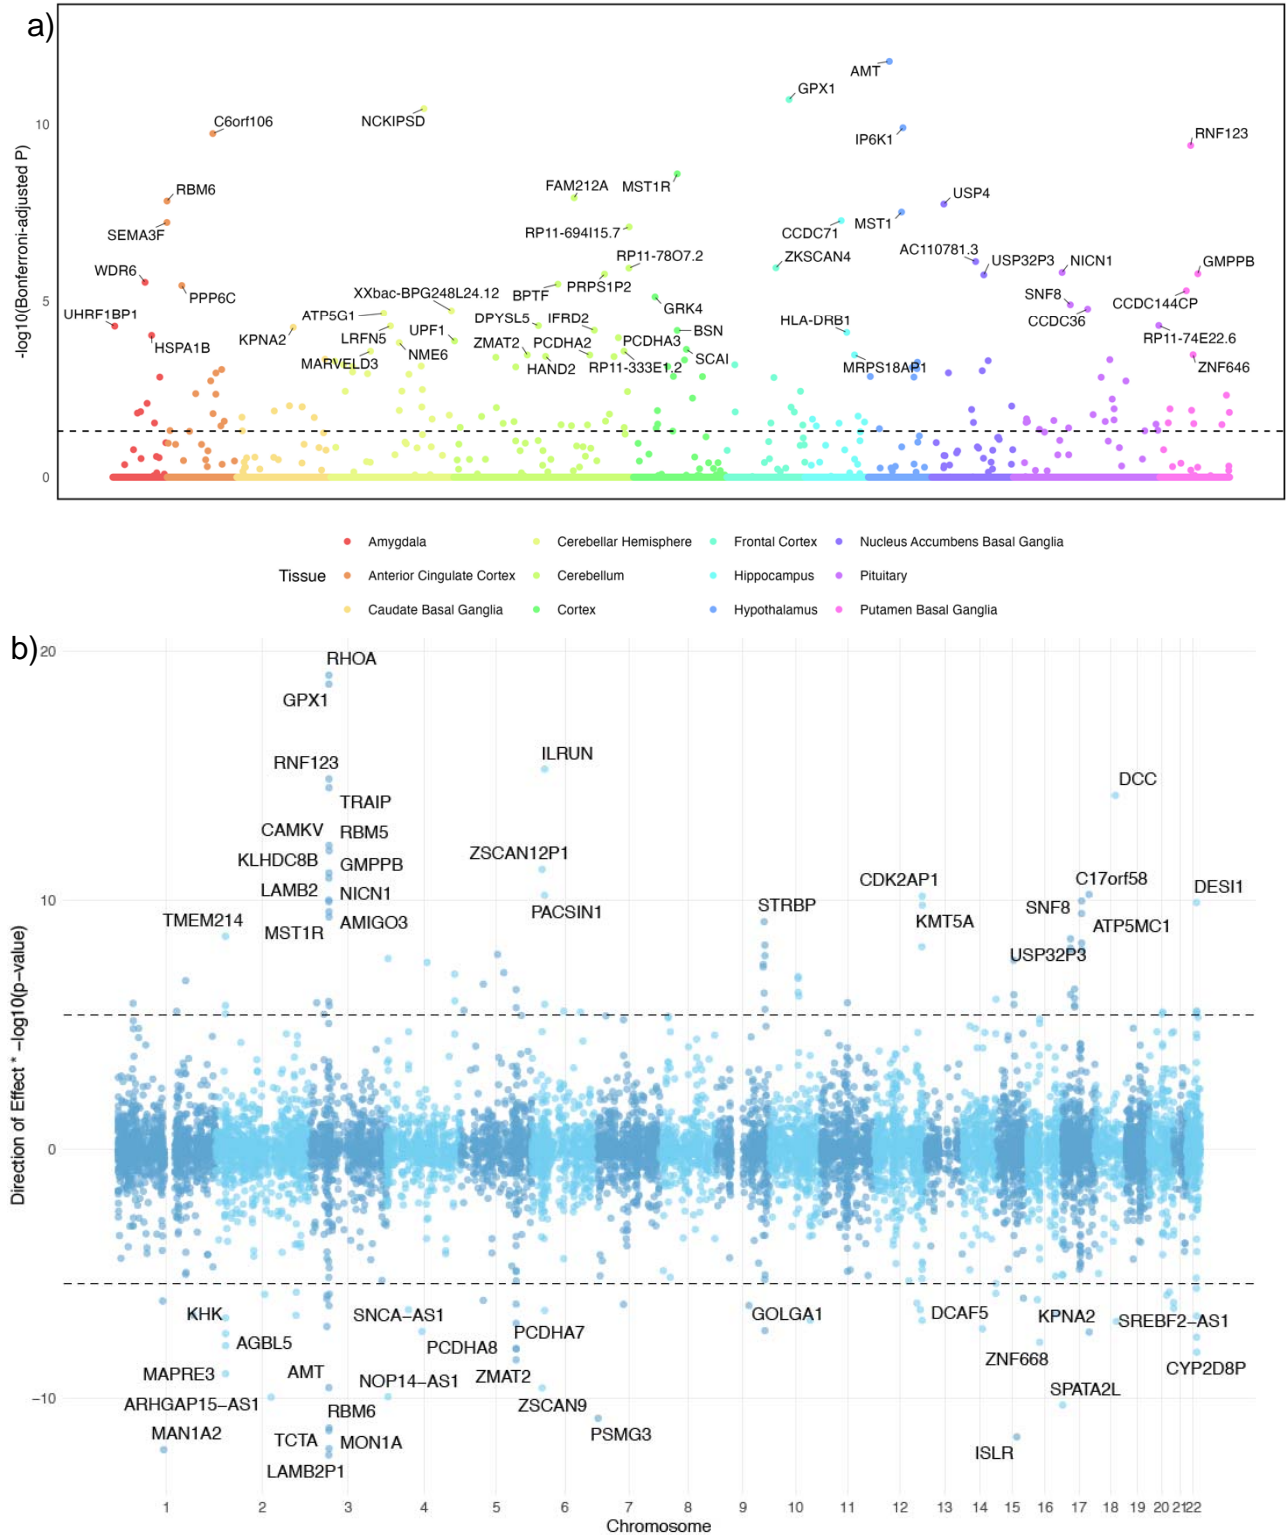 a)
-log10(Bonferroni-adjusted P)
10
5
0
AMT
GPX1
C6orf106
NCKIPSD
IP6K1
RNF123
RBM6
FAM212A
MST1R
USP4
SEMA3F
RP11-694I15.7
CCDC71
MST1
WDR6
PPP6C
RP11-78O7.2
ZKSCAN4
AC110781.3
USP32P3
NICN1
GMPPB
XXbac-BPG248L24.12
BPTF
PRPS1P2
GRK4
SNF8
CCDC36
CCDC144CP
UHRF1BP1
HSPA1B
KPNA2
ATP5G1
LRFN5
UPF1
DPYSL5
IFRD2
BSN
HLA-DRB1
RP11-74E22.6
MARVELD3
NME6
ZMAT2
PCDHA2
HAND2
PCDHA3
RP11-333E1.2
SCAI
MRPS18AP1
ZNF646
Tissue
Amygdala
Anterior Cingulate Cortex
Caudate Basal Ganglia
Cerebellar Hemisphere
Cerebellum
Cortex
Frontal Cortex
Hippocampus
Hypothalamus
Nucleus Accumbens Basal Ganglia
Pituitary
Putamen Basal Ganglia
b)
Direction of Effect * −log10(p−value)
20
10
0
−10
RHOA
GPX1
RNF123
ILRUN
DCC
TRAIP
CAMKV
RBM5
KLHDC8B
GMPPB
ZSCAN12P1
LAMB2
NICN1
CDK2AP1
C17orf58
DESI1
TMEM214
MST1R
AMIGO3
PACSIN1
STRBP
KMT5A
SNF8
ATP5MC1
USP32P3
KHK
AGBL5
SNCA−AS1
PCDHA8
PCDHA7
GOLGA1
DCAF5
KPNA2
SREBF2−AS1
MAPRE3
AMT
NOP14−AS1
ZMAT2
ZNF668
CYP2D8P
ARHGAP15−AS1
RBM6
ZSCAN9
SPATA2L
MAN1A2
TCTA
MON1A
PSMG3
ISLR
LAMB2P1
1 2 3 4 5 6 7 8 9 10 11 12 13 14 15 16 17 18 19 20 21 22
Chromosome